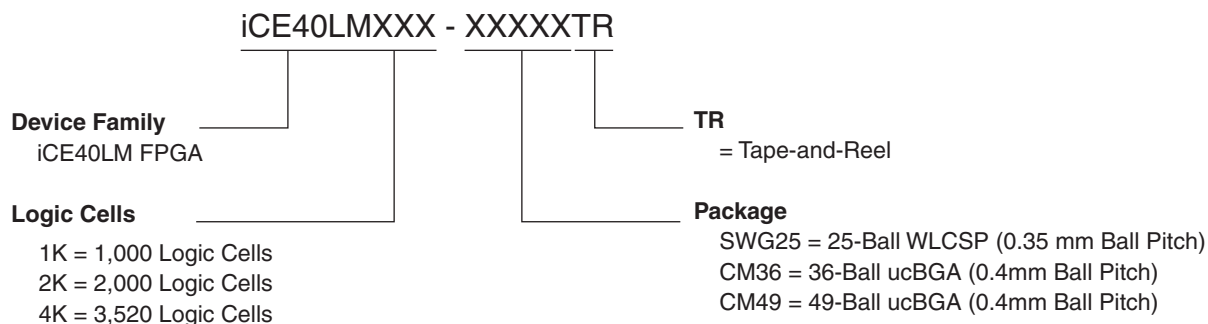 iCE40LMXXX - XXXXXTR
Device Family
iCE40LM FPGA
Logic Cells
1K = 1,000 Logic Cells
2K = 2,000 Logic Cells
4K = 3,520 Logic Cells
TR
= Tape-and-Reel
Package
SWG25 = 25-Ball WLCSP (0.35 mm Ball Pitch)
CM36 = 36-Ball ucBGA (0.4mm Ball Pitch)
CM49 = 49-Ball ucBGA (0.4mm Ball Pitch)